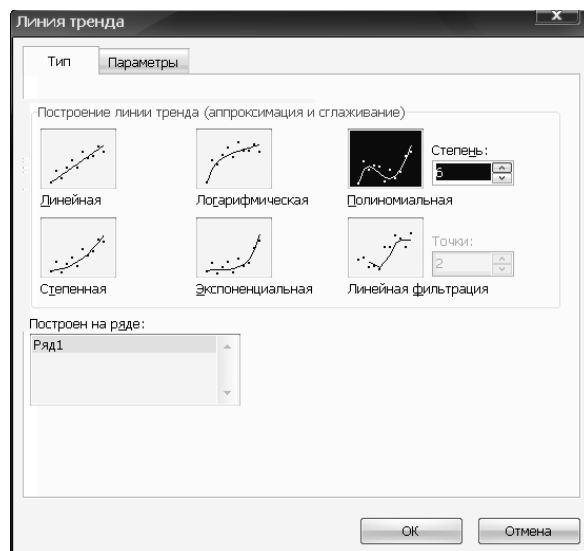 Линия тренда
x
Тип Параметры
Построение линии тренда (аппроксимация и сглаживание)
Степень:
6
Линейная Логарифмическая Полиномиальная
Точки:
2
Степенная Экспоненциальная Линейная фильтрация
Построен на ряде:
Ряд1
ОК Отмена